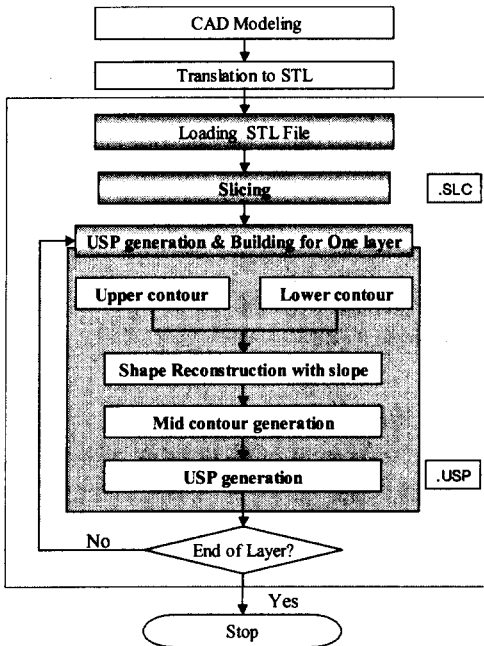 CAD Modeling
Translation to STL
Loading STL File
Slicing
.SLC
USP generation & Building for One layer
Upper contour
Lower contour
Shape Reconstruction with slope
Mid contour generation
USP generation
.USP
No
End of Layer?
Yes
Stop